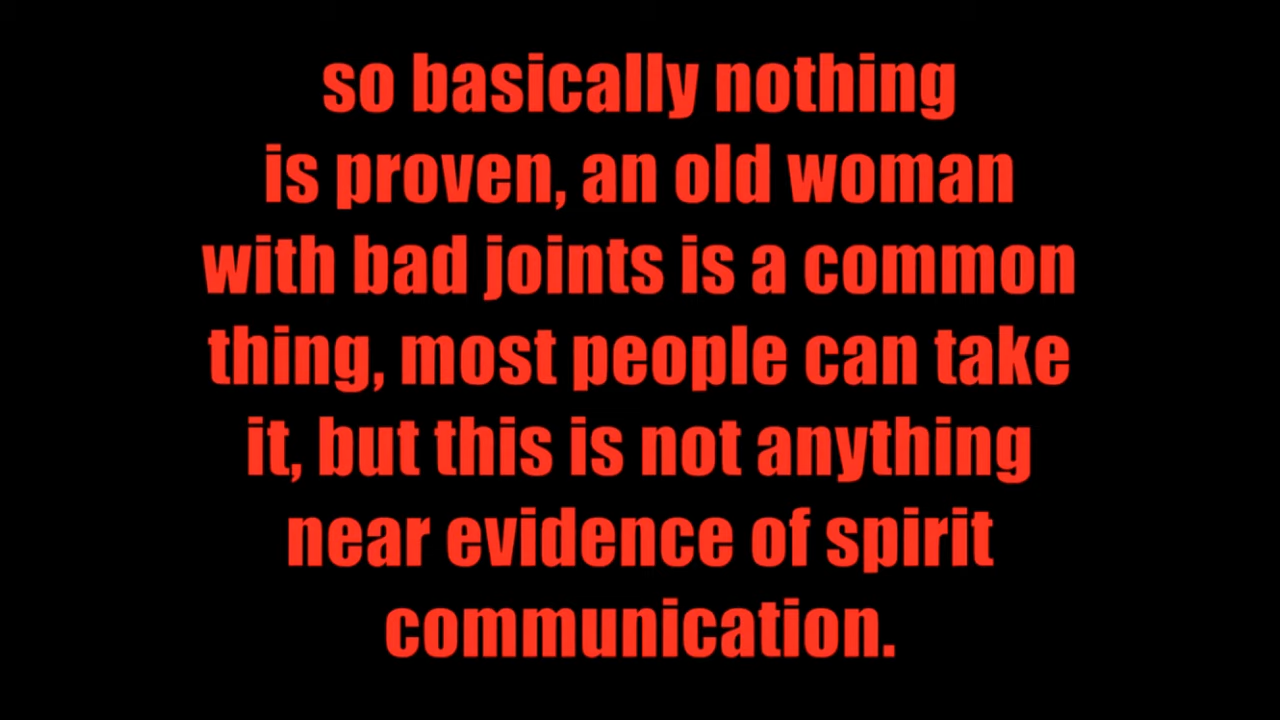 so basically nothing
is proven, an old woman
with bad joints is a common
thing, most people can take
it, but this is not anything
near evidence of spirit
communication.